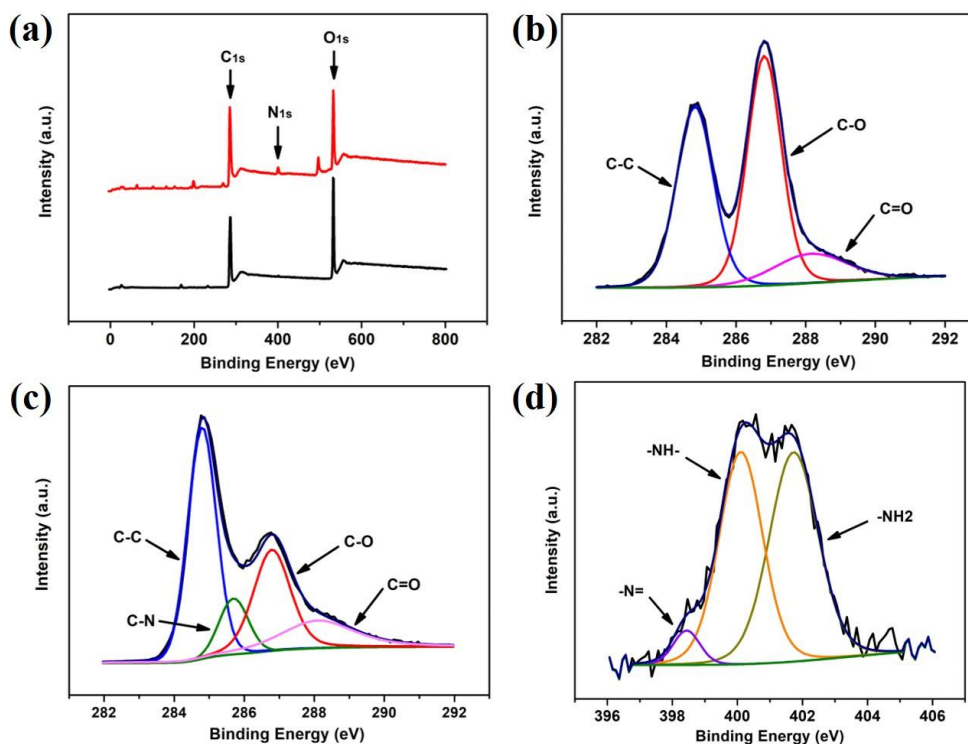 (a)
C1s
N1s
O1s
Intensity (a.u.)
0 200 400 600 800
Binding Energy (eV)
(b)
C-C
C-O
C=O
Intensity (a.u.)
282 284 286 288 290 292
Binding Energy (eV)
(c)
C-C
C-N
C-O
C=O
Intensity (a.u.)
282 284 286 288 290 292
Binding Energy (eV)
(d)
-NH-
-NH2
-N=
Intensity (a.u.)
396 398 400 402 404 406
Binding Energy (eV)